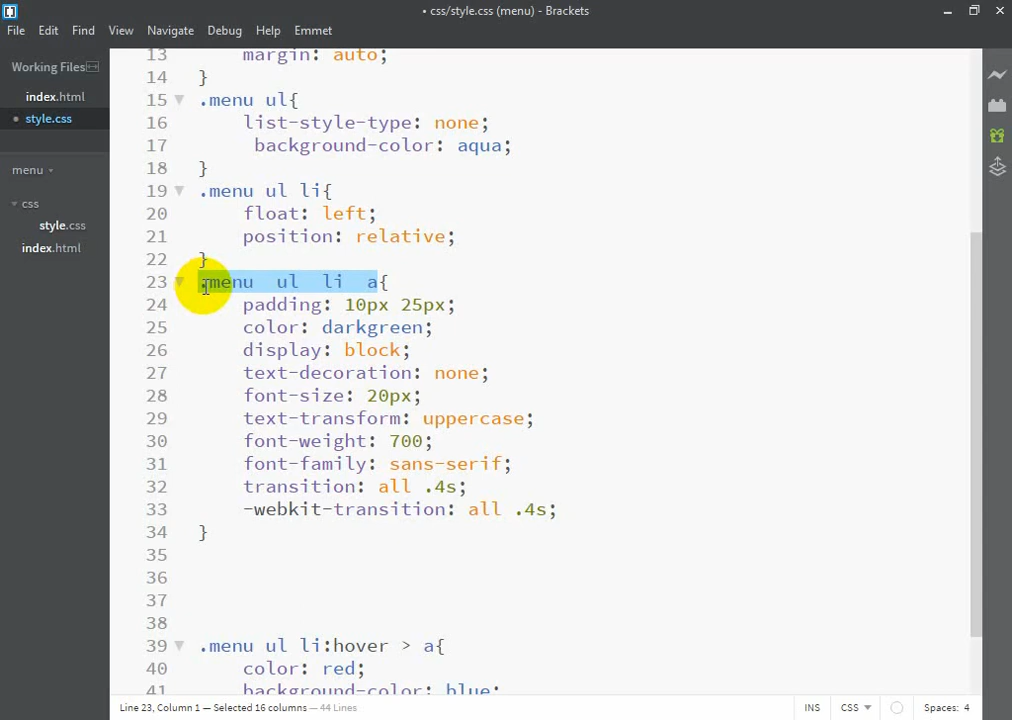 • css/style.css (menu) - Brackets
File Edit Find View Navigate Debug Help Emmet
Working Files
index.html
• style.css
menu
css
style.css
index.html
13 margin: auto;
14 }
15 .menu ul{
16 list-style-type: none;
17 background-color: aqua;
18 }
19 .menu ul li{
20 float: left;
21 position: relative;
22 }
23 .menu ul li a{
24 padding: 10px 25px;
25 color: darkgreen;
26 display: block;
27 text-decoration: none;
28 font-size: 20px;
29 text-transform: uppercase;
30 font-weight: 700;
31 font-family: sans-serif;
32 transition: all .4s;
33 -webkit-transition: all .4s;
34 }
35
36
37
38
39 .menu ul li:hover > a{
40 color: red;
41 background-color: blue;
Line 23, Column 1 — Selected 16 columns — 44 Lines
INS CSS Spaces: 4